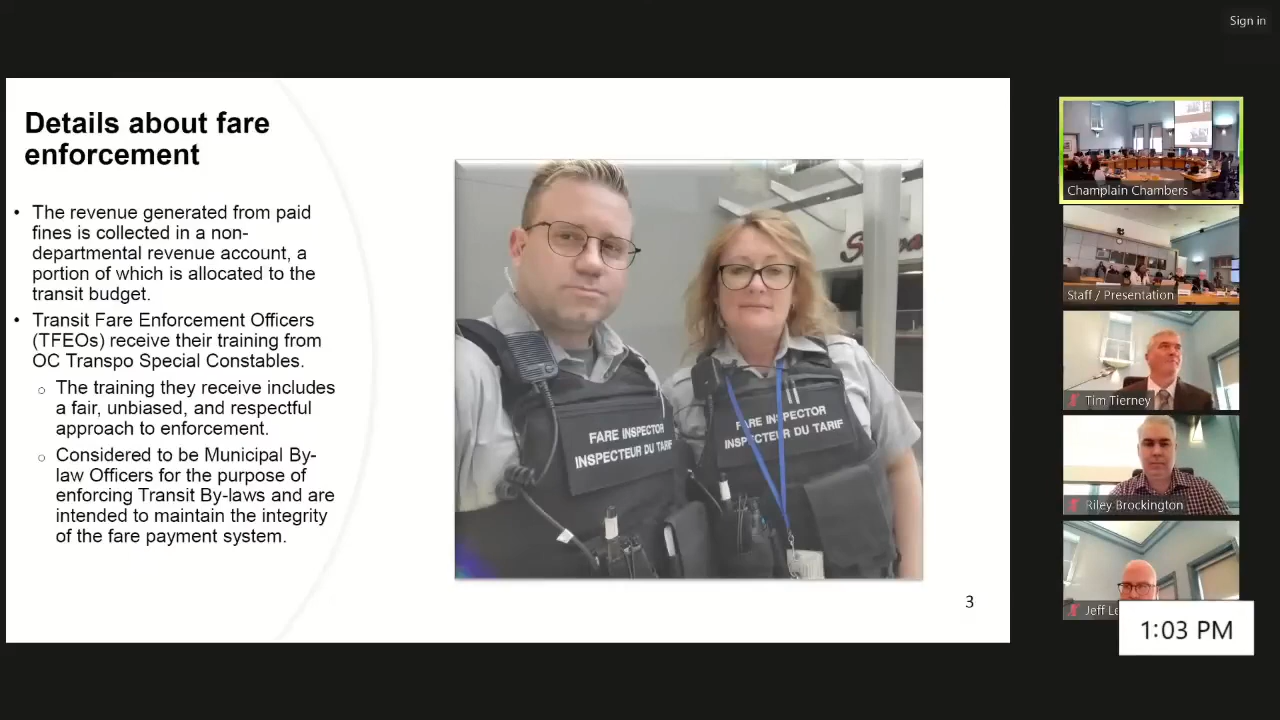 Sign in
Details about fare
enforcement
• The revenue generated from paid
fines is collected in a non-
departmental revenue account, a
portion of which is allocated to the
transit budget.
• Transit Fare Enforcement Officers
(TFEOs) receive their training from
OC Transpo Special Constables.
○ The training they receive includes
a fair, unbiased, and respectful
approach to enforcement.
○ Considered to be Municipal By-
law Officers for the purpose of
enforcing Transit By-laws and are
intended to maintain the integrity
of the fare payment system.
FARE INSPECTOR
INSPECTEUR DU TARIF
FARE INSPECTOR
INSPECTEUR DU TARIF
3
Champlain Chambers
Staff / Presentation
Tim Tierney
Riley Brockington
Jeff
1:03 PM